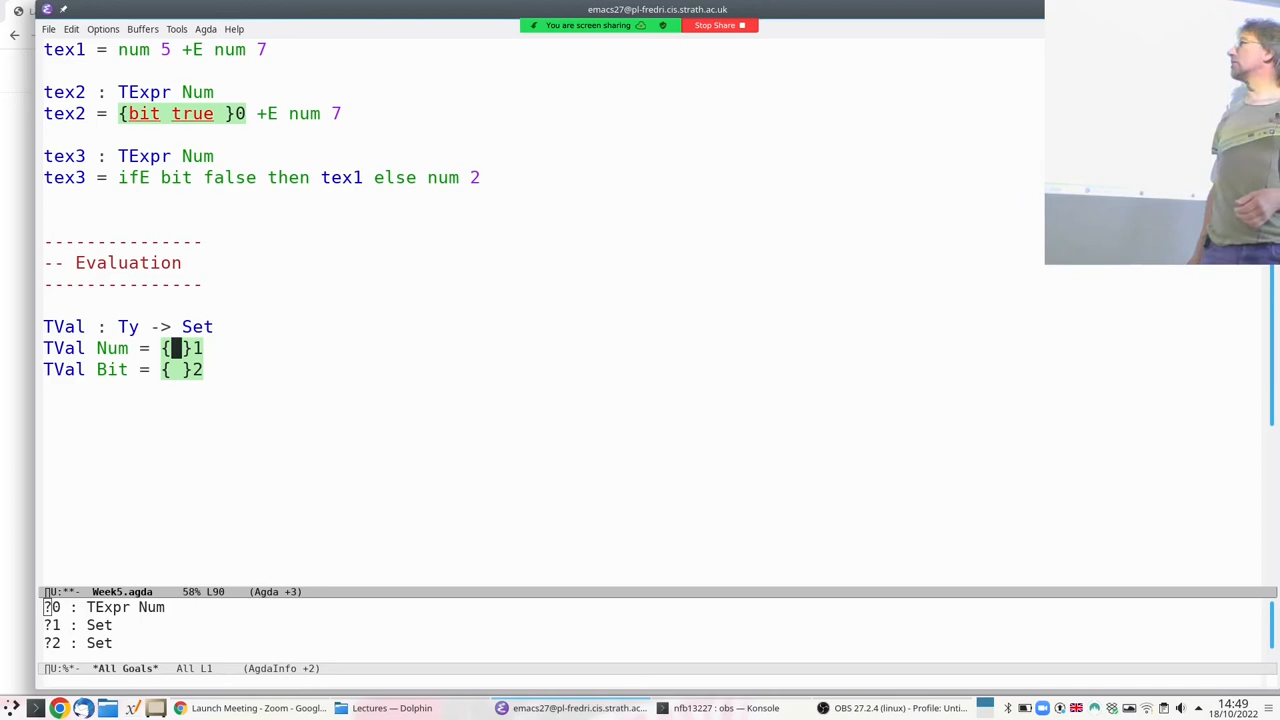 emacs27@pl-fredri.cis.strath.ac.uk
File Edit Options Buffers Tools Agda Help
You are screen sharing
Stop Share
tex1 = num 5 +E num 7
tex2 : TExpr Num
tex2 = {bit true }0 +E num 7
tex3 : TExpr Num
tex3 = ifE bit false then tex1 else num 2
--------------
-- Evaluation
--------------
TVal : Ty -> Set
TVal Num = { }1
TVal Bit = { }2
U:**- Week5.agda 58% L90 (Agda +3)
?0 : TExpr Num
?1 : Set
?2 : Set
U:%*- *All Goals* All L1 (AgdaInfo +2)
Launch Meeting - Zoom - Googl...
Lectures — Dolphin
emacs27@pl-fredri.cis.strath.ac...
nfb13227 : obs — Konsole
OBS 27.2.4 (linux) - Profile: Unti...
14:49
18/10/2022